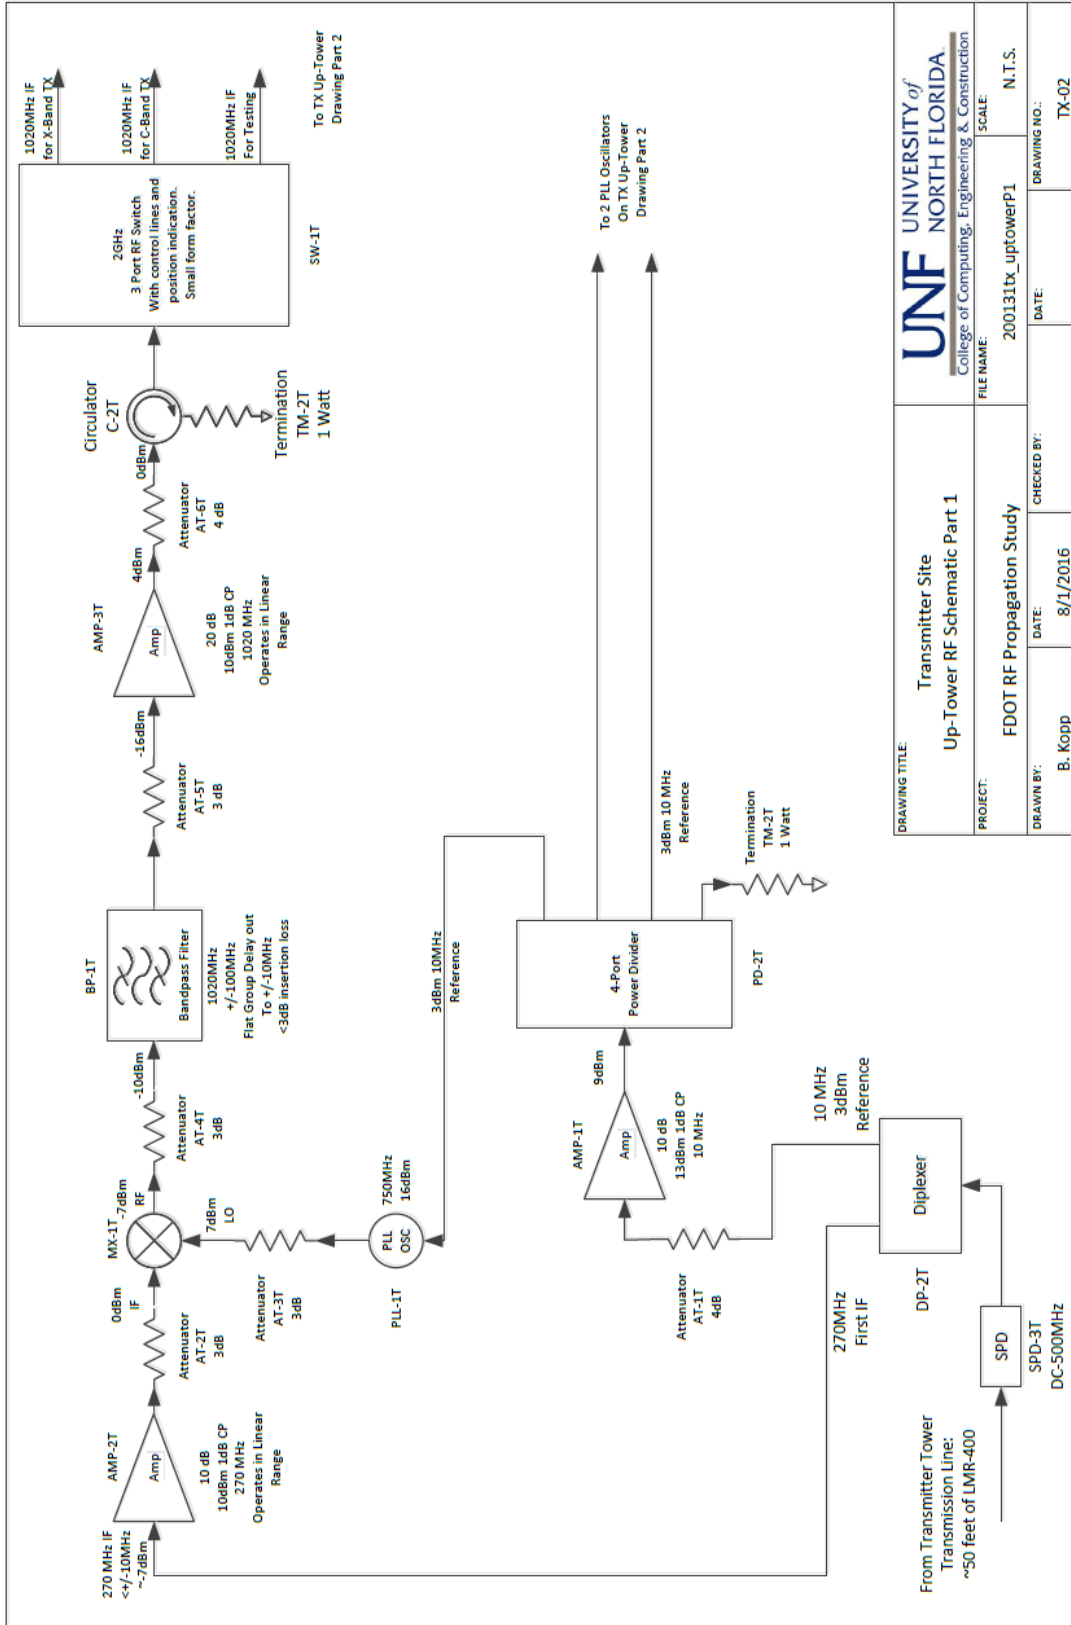 270 MHz IF
<+/-10MHz
~-7dBm
AMP-2T
Amp
10 dB
10dBm 1dB CP
270 MHz
Operates in Linear
Range
Attenuator
AT-2T
3dB
0dBm
IF
MX-1T
-7dBm
RF
7dBm
LO
Attenuator
AT-3T
3dB
750MHz
16dBm
PLL
OSC
PLL-1T
Attenuator
AT-4T
3dB
-10dBm
BP-1T
Bandpass Filter
1020MHz
+/-100MHz
Flat Group Delay out
To +/-10MHz
<3dB insertion loss
Attenuator
AT-5T
3 dB
-16dBm
AMP-3T
Amp
20 dB
10dBm 1dB CP
1020 MHz
Operates in Linear
Range
4dBm
Attenuator
AT-6T
4 dB
0dBm
Circulator
C-2T
Termination
TM-2T
1 Watt
2GHz
3 Port RF Switch
With control lines and
position indication.
Small form factor.
SW-1T
1020MHz IF
for X-Band TX
1020MHz IF
for C-Band TX
1020MHz IF
For Testing
To TX Up-Tower
Drawing Part 2
3dBm 10MHz
Reference
To 2 PLL Oscillators
On TX Up-Tower
Drawing Part 2
3dBm 10 MHz
Reference
4-Port
Power Divider
PD-2T
Termination
TM-2T
1 Watt
9dBm
AMP-1T
Amp
10 dB
13dBm 1dB CP
10 MHz
Attenuator
AT-1T
4dB
10 MHz
3dBm
Reference
270MHz
First IF
Diplexer
DP-2T
SPD
SPD-3T
DC-500MHz
From Transmitter Tower
Transmission Line:
~50 feet of LMR-400
DRAWING TITLE:
Transmitter Site
Up-Tower RF Schematic Part 1
UNF UNIVERSITY of
NORTH FLORIDA.
College of Computing, Engineering & Construction
PROJECT:
FDOT RF Propagation Study
FILE NAME:
200131tx_uptowerP1
SCALE:
N.T.S.
DRAWN BY:
B. Kopp
DATE:
8/1/2016
CHECKED BY:
DATE:
DRAWING NO.:
TX-02